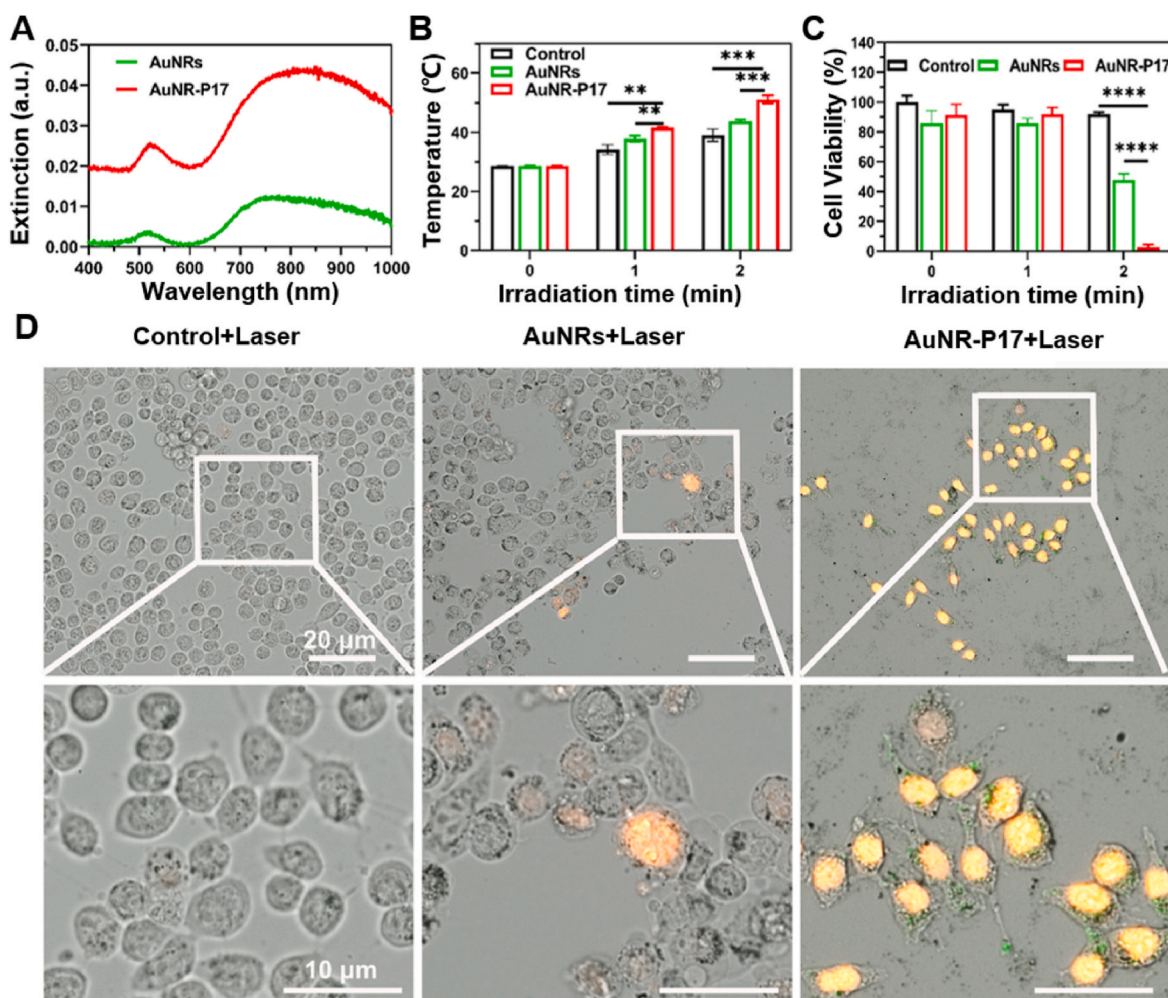 A
Extinction (a.u.)
0.05
0.04
0.03
0.02
0.01
0.00
AuNRs
AuNR-P17
400 500 600 700 800 900 1000
Wavelength (nm)
B
Temperature (℃)
60
40
20
0
Control
AuNRs
AuNR-P17
**
**
***
***
0 1 2
Irradiation time (min)
C
Cell Viability (%)
140
120
100
80
60
40
20
0
Control AuNRs AuNR-P17
****
****
0 1 2
Irradiation time (min)
D
Control+Laser AuNRs+Laser AuNR-P17+Laser
20 μm
10 μm